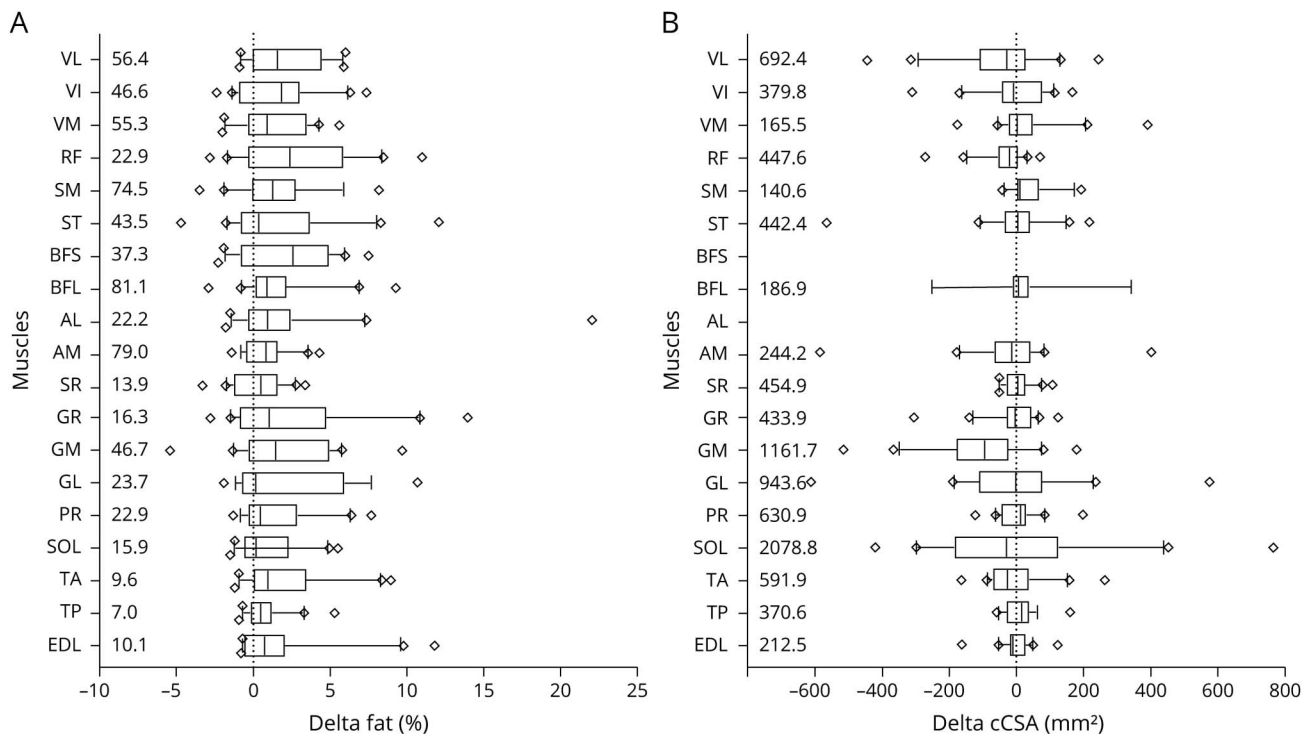 A
Muscles
VL 56.4
VI 46.6
VM 55.3
RF 22.9
SM 74.5
ST 43.5
BFS 37.3
BFL 81.1
AL 22.2
AM 79.0
SR 13.9
GR 16.3
GM 46.7
GL 23.7
PR 22.9
SOL 15.9
TA 9.6
TP 7.0
EDL 10.1
−10 −5 0 5 10 15 20 25
Delta fat (%)
B
Muscles
VL 692.4
VI 379.8
VM 165.5
RF 447.6
SM 140.6
ST 442.4
BFS
BFL 186.9
AL
AM 244.2
SR 454.9
GR 433.9
GM 1161.7
GL 943.6
PR 630.9
SOL 2078.8
TA 591.9
TP 370.6
EDL 212.5
−600 −400 −200 0 200 400 600 800
Delta cCSA (mm²)